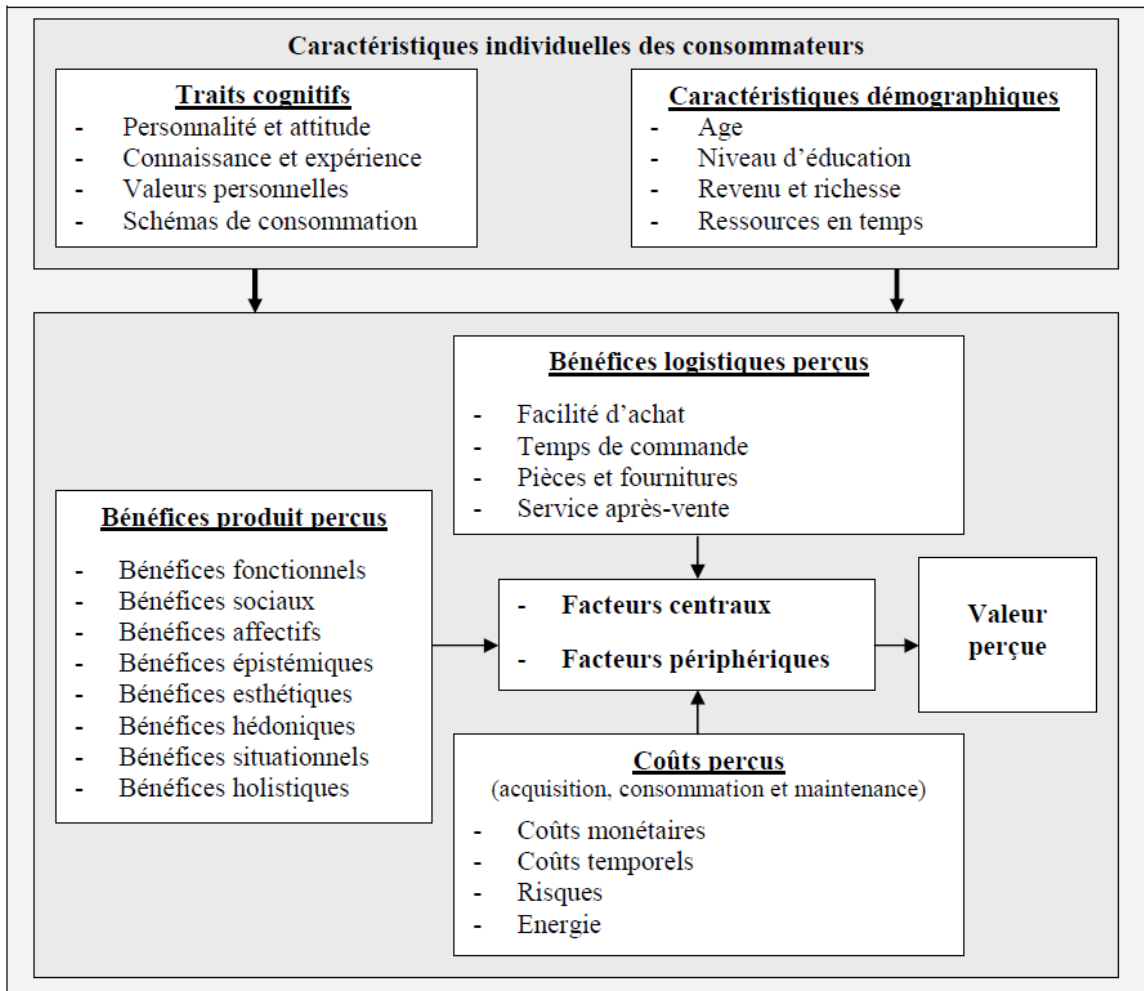 Caractéristiques individuelles des consommateurs
Traits cognitifs
- Personnalité et attitude
- Connaissance et expérience
- Valeurs personnelles
- Schémas de consommation
Caractéristiques démographiques
- Age
- Niveau d'éducation
- Revenu et richesse
- Ressources en temps
Bénéfices logistiques perçus
- Facilité d'achat
- Temps de commande
- Pièces et fournitures
- Service après-vente
Bénéfices produit perçus
- Bénéfices fonctionnels
- Bénéfices sociaux
- Bénéfices affectifs
- Bénéfices épistémiques
- Bénéfices esthétiques
- Bénéfices hédoniques
- Bénéfices situationnels
- Bénéfices holistiques
- Facteurs centraux
- Facteurs périphériques
Valeur
perçue
Coûts perçus
(acquisition, consommation et maintenance)
- Coûts monétaires
- Coûts temporels
- Risques
- Energie